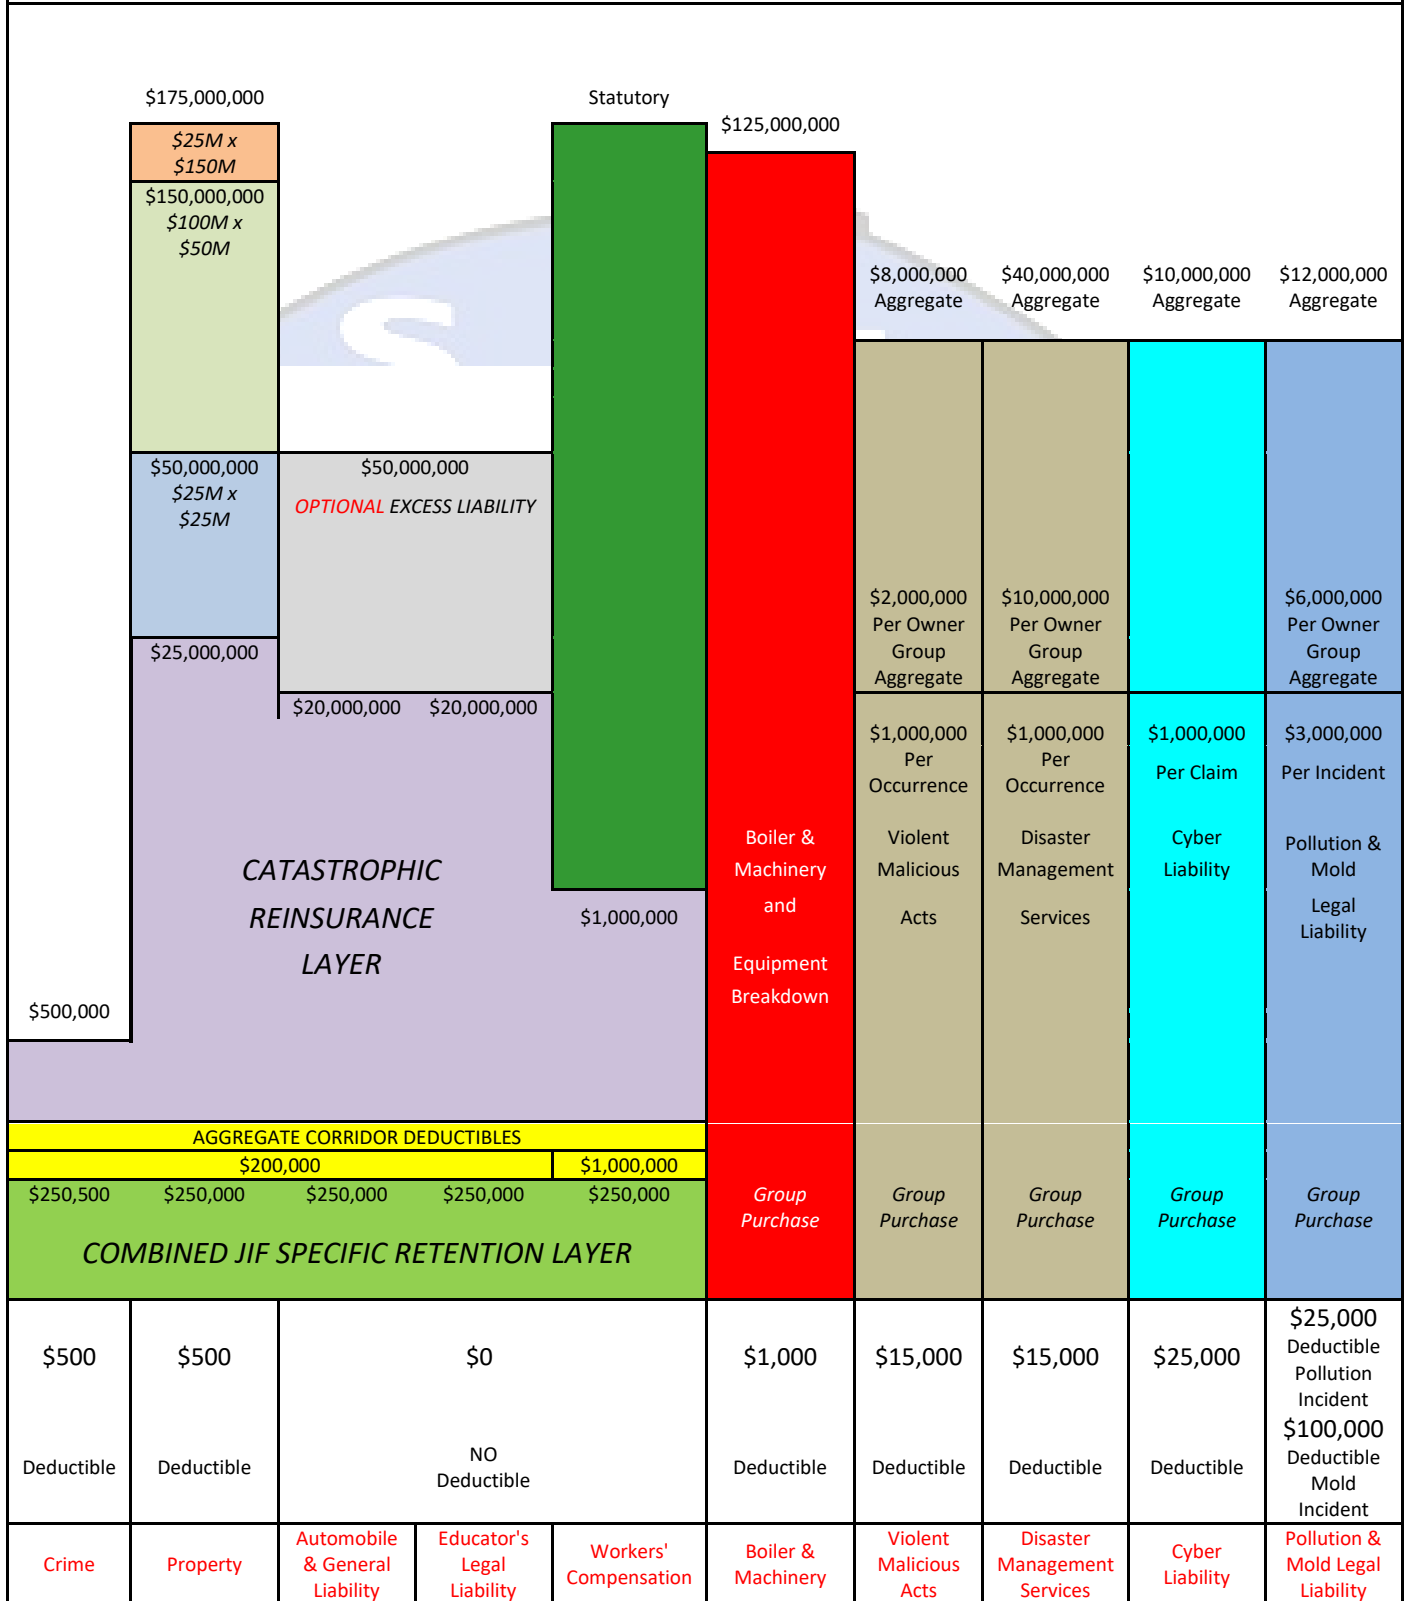 $175,000,000
Statutory
$125,000,000
$25M x
$150M
$150,000,000
$100M x
$50M
$8,000,000
Aggregate
$40,000,000
Aggregate
$10,000,000
Aggregate
$12,000,000
Aggregate
S
$50,000,000
$25M x
$25M
$50,000,000
OPTIONAL EXCESS LIABILITY
$2,000,000
Per Owner
Group
Aggregate
$10,000,000
Per Owner
Group
Aggregate
$6,000,000
Per Owner
Group
Aggregate
$25,000,000
$20,000,000
$20,000,000
$1,000,000
Per
Occurrence
$1,000,000
Per
Occurrence
$1,000,000
Per Claim
$3,000,000
Per Incident
CATASTROPHIC
REINSURANCE
LAYER
$1,000,000
Boiler &
Machinery
and
Equipment
Breakdown
Violent
Malicious
Acts
Disaster
Management
Services
Cyber
Liability
Pollution &
Mold
Legal
Liability
$500,000
AGGREGATE CORRIDOR DEDUCTIBLES
$200,000
$1,000,000
$250,500
$250,000
$250,000
$250,000
$250,000
COMBINED JIF SPECIFIC RETENTION LAYER
Group
Purchase
Group
Purchase
Group
Purchase
Group
Purchase
Group
Purchase
$500
Deductible
$500
Deductible
$0
NO
Deductible
$1,000
Deductible
$15,000
Deductible
$15,000
Deductible
$25,000
Deductible
$25,000
Deductible
Pollution
Incident
$100,000
Deductible
Mold
Incident
Crime
Property
Automobile
& General
Liability
Educator's
Legal
Liability
Workers'
Compensation
Boiler &
Machinery
Violent
Malicious
Acts
Disaster
Management
Services
Cyber
Liability
Pollution &
Mold Legal
Liability